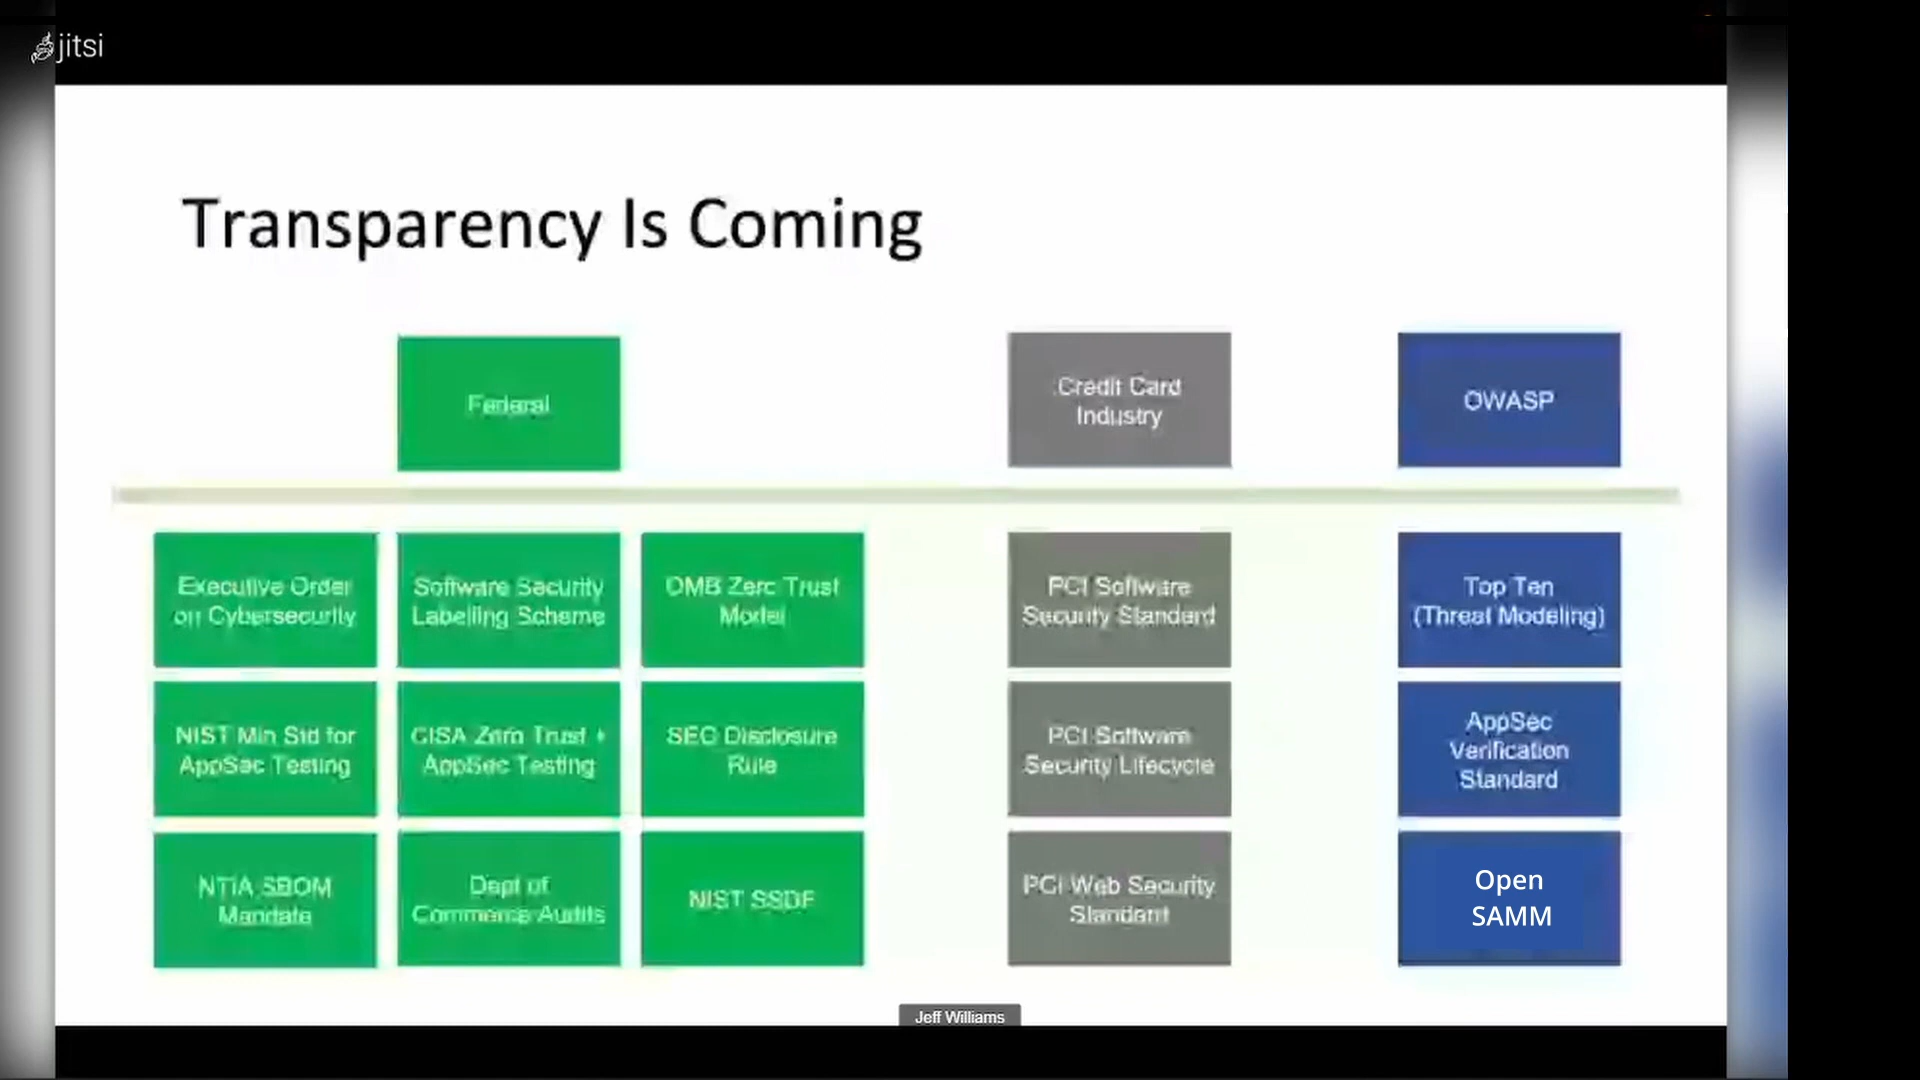 jitsi
Transparency Is Coming
Federal
Credit Card
Industry
OWASP
Executive Order
on Cybersecurity
Software Security
Labelling Scheme
OMB Zero Trust
Model
PCI Software
Security Standard
Top Ten
(Threat Modeling)
NIST Min Std for
AppSec Testing
CISA Zero Trust +
AppSec Testing
SEC Disclosure
Rule
PCI Software
Security Lifecycle
AppSec
Verification
Standard
NTIA SBOM
Mandate
Dept of
Commerce Audits
NIST SSDF
PCI Web Security
Standard
Open
SAMM
Jeff Williams